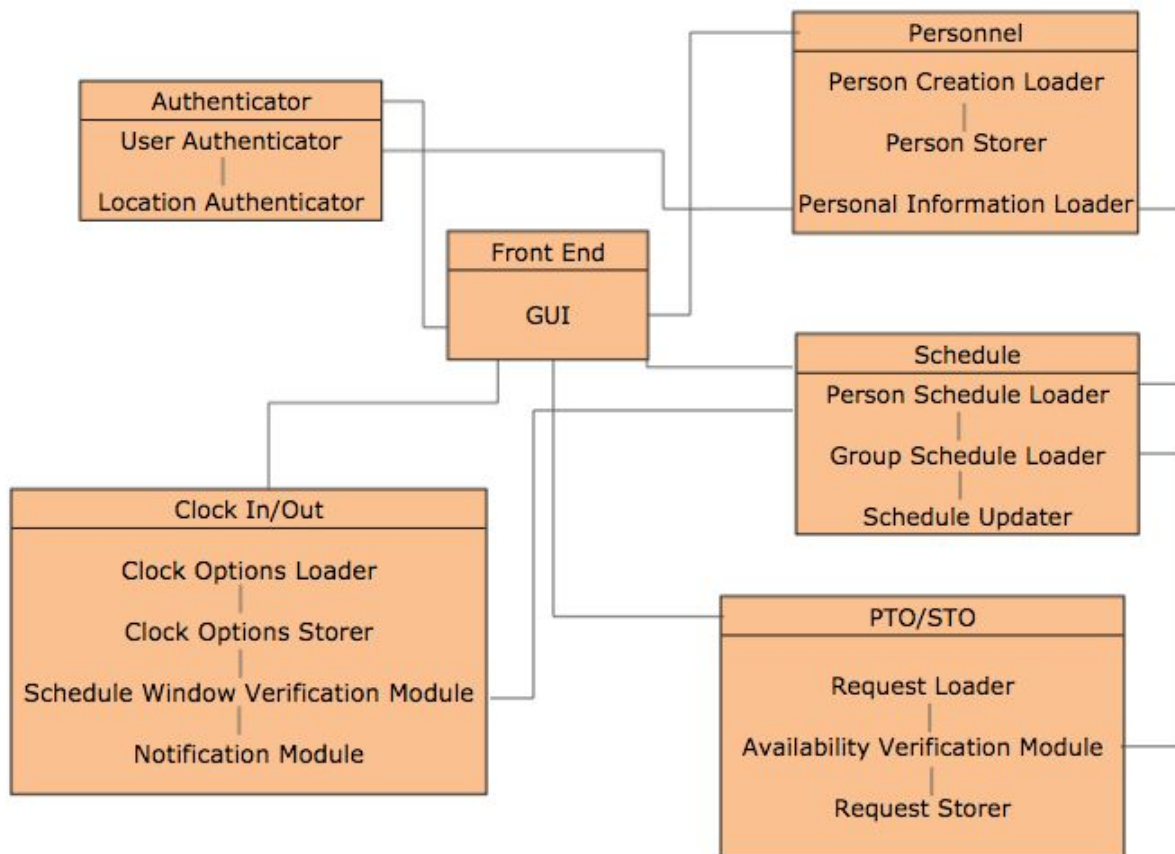 Personnel
Person Creation Loader
Person Storer
Personal Information Loader
Authenticator
User Authenticator
Location Authenticator
Front End
GUI
Schedule
Person Schedule Loader
Group Schedule Loader
Schedule Updater
Clock In/Out
Clock Options Loader
Clock Options Storer
Schedule Window Verification Module
Notification Module
PTO/STO
Request Loader
Availability Verification Module
Request Storer